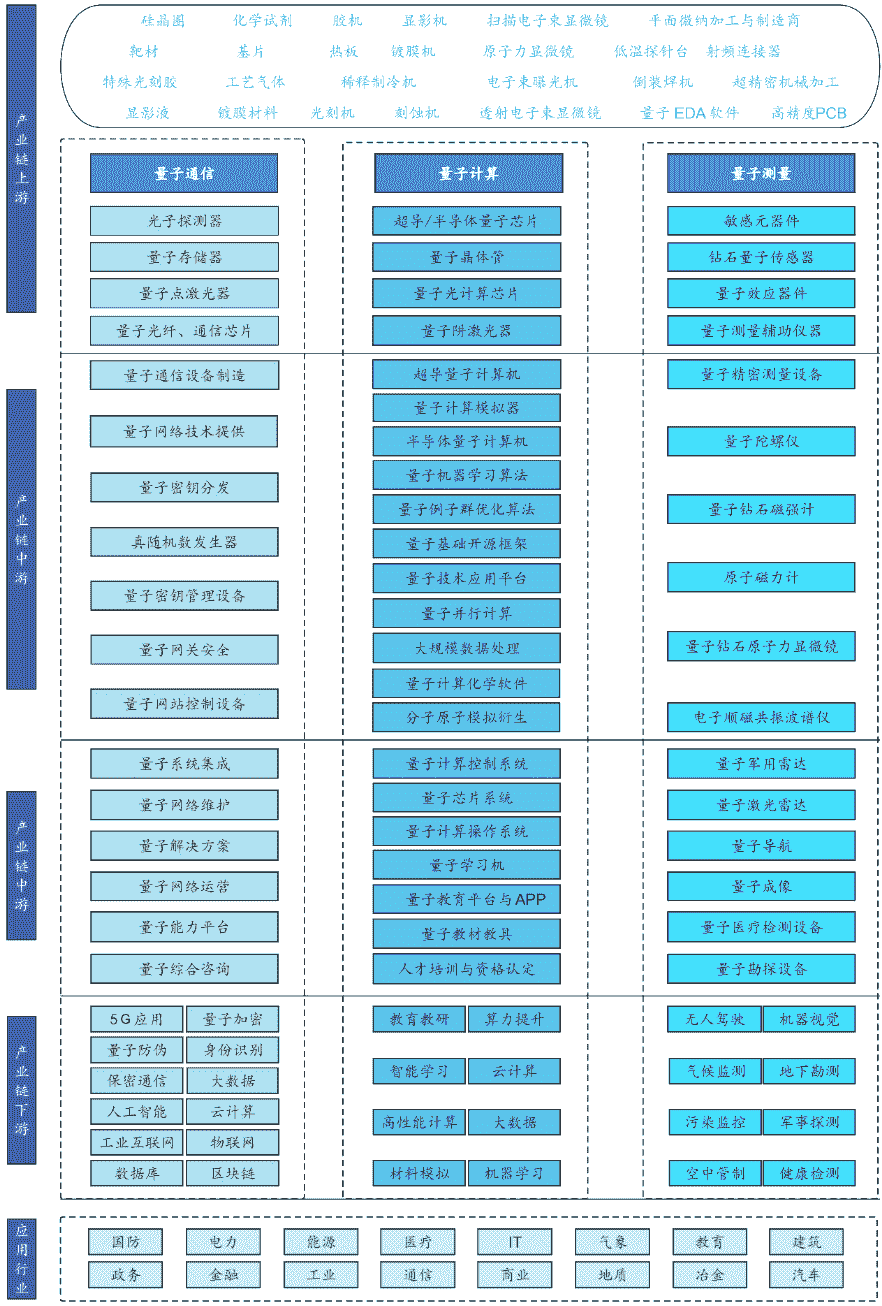 硅晶圆 化学试剂 胶机 显影机 扫描电子束显微镜 平面微纳加工与制造商
靶材 基片 热板 镀膜机 原子力显微镜 低温探针台 射频连接器
特殊光刻胶 工艺气体 稀释制冷机 电子束曝光机 倒装焊机 超精密机械加工
显影液 镀膜材料 光刻机 刻蚀机 透射电子束显微镜 量子EDA软件 高精度PCB
产业链上游
量子通信 量子计算 量子测量
光子探测器 超导/半导体量子芯片 敏感元器件
量子存储器 量子晶体管 钻石量子传感器
量子点激光器 量子光计算芯片 量子效应器件
量子光纤、通信芯片 量子阱激光器 量子测量辅助仪器
产业链中游
量子通信设备制造
量子网络技术提供
量子密钥分发
真随机数发生器
量子密钥管理设备
量子网关安全
量子网站控制设备
超导量子计算机
量子计算模拟器
半导体量子计算机
量子机器学习算法
量子例子群优化算法
量子基础开源框架
量子技术应用平台
量子并行计算
大规模数据处理
量子计算化学软件
分子原子模拟衍生
量子精密测量设备
量子陀螺仪
量子钻石磁强计
原子磁力计
量子钻石原子力显微镜
电子顺磁共振波谱仪
产业链中游
量子系统集成
量子网络维护
量子解决方案
量子网络运营
量子能力平台
量子综合咨询
量子计算控制系统
量子芯片系统
量子计算操作系统
量子学习机
量子教育平台与APP
量子教材教具
人才培训与资格认定
量子军用雷达
量子激光雷达
量子导航
量子成像
量子医疗检测设备
量子勘探设备
产业链下游
5G应用 量子加密
量子防伪 身份识别
保密通信 大数据
人工智能 云计算
工业互联网 物联网
数据库 区块链
教育教研 算力提升
智能学习 云计算
高性能计算 大数据
材料模拟 机器学习
无人驾驶 机器视觉
气候监测 地下勘测
污染监控 军事探测
空中管制 健康检测
应用行业
国防 电力 能源 医疗 IT 气象 教育 建筑
政务 金融 工业 通信 商业 地质 冶金 汽车